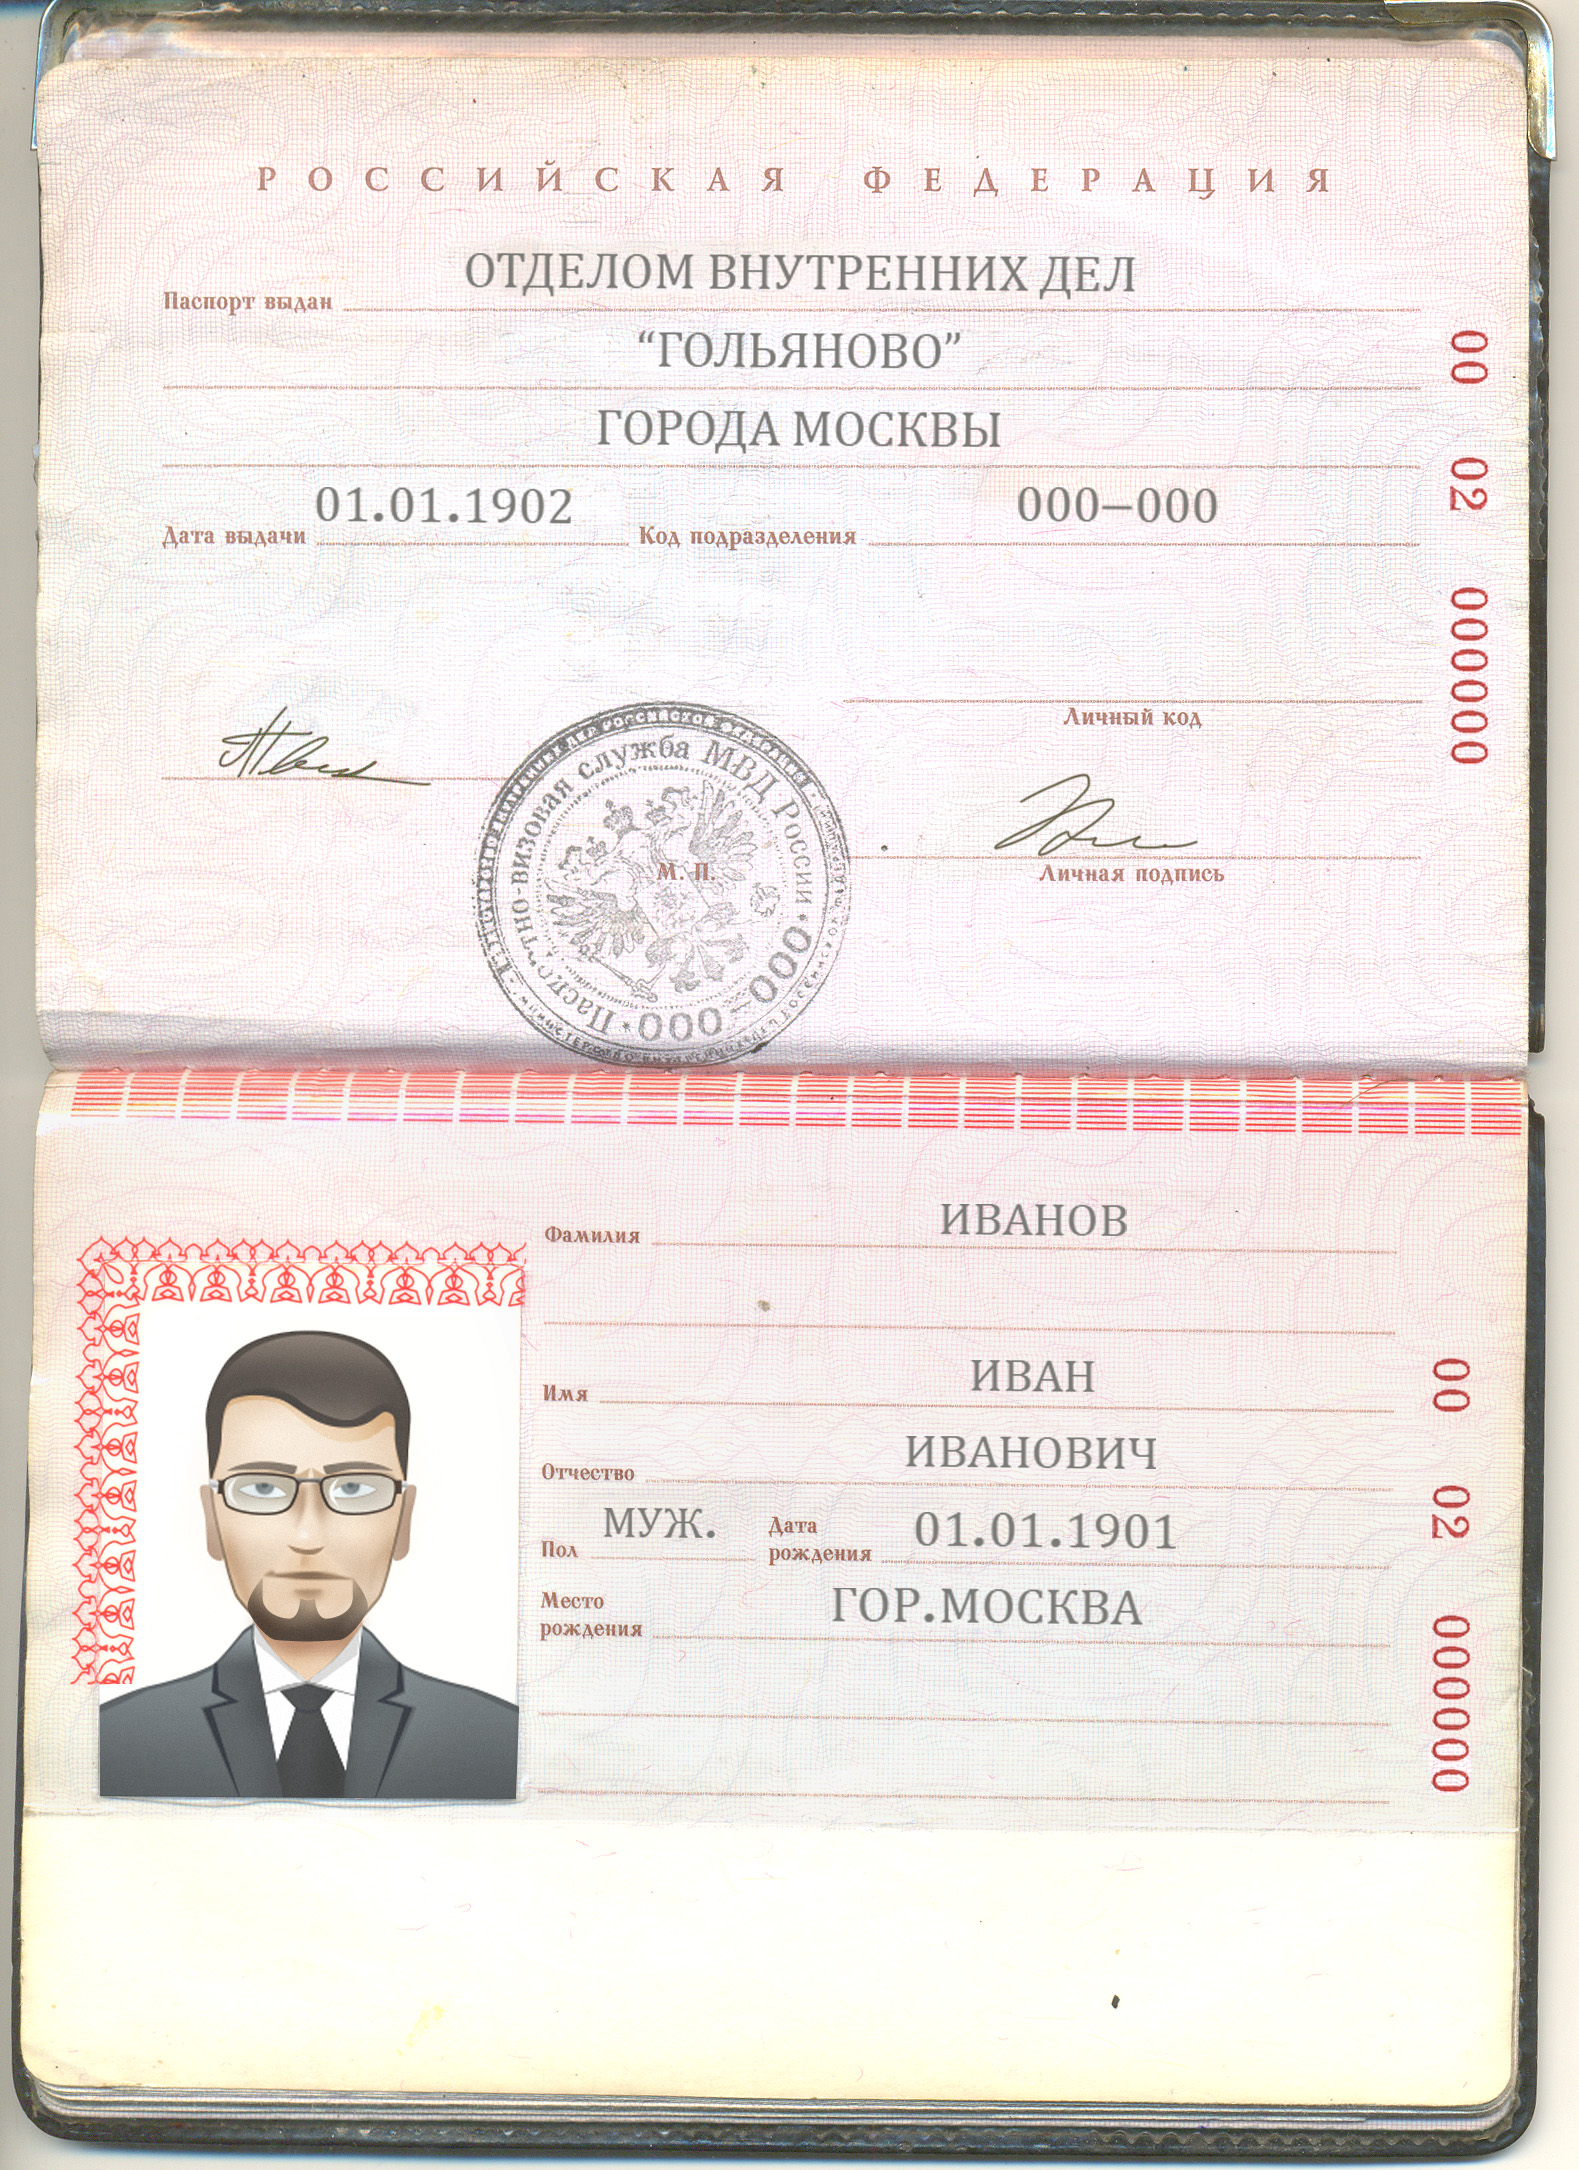 РОССИЙСКАЯ ФЕДЕРАЦИЯ
Паспорт выдан ОТДЕЛОМ ВНУТРЕННИХ ДЕЛ
“ГОЛЬЯНОВО”
ГОРОДА МОСКВЫ
Дата выдачи 01.01.1902 Код подразделения 000–000
00 02 000000
Личный код
Личная подпись
М. П.
Паспортно-визовая служба МВД России • 000–000 •
Фамилия ИВАНОВ
Имя ИВАН
Отчество ИВАНОВИЧ
Пол МУЖ. Дата рождения 01.01.1901
Место рождения ГОР.МОСКВА
00 02 000000